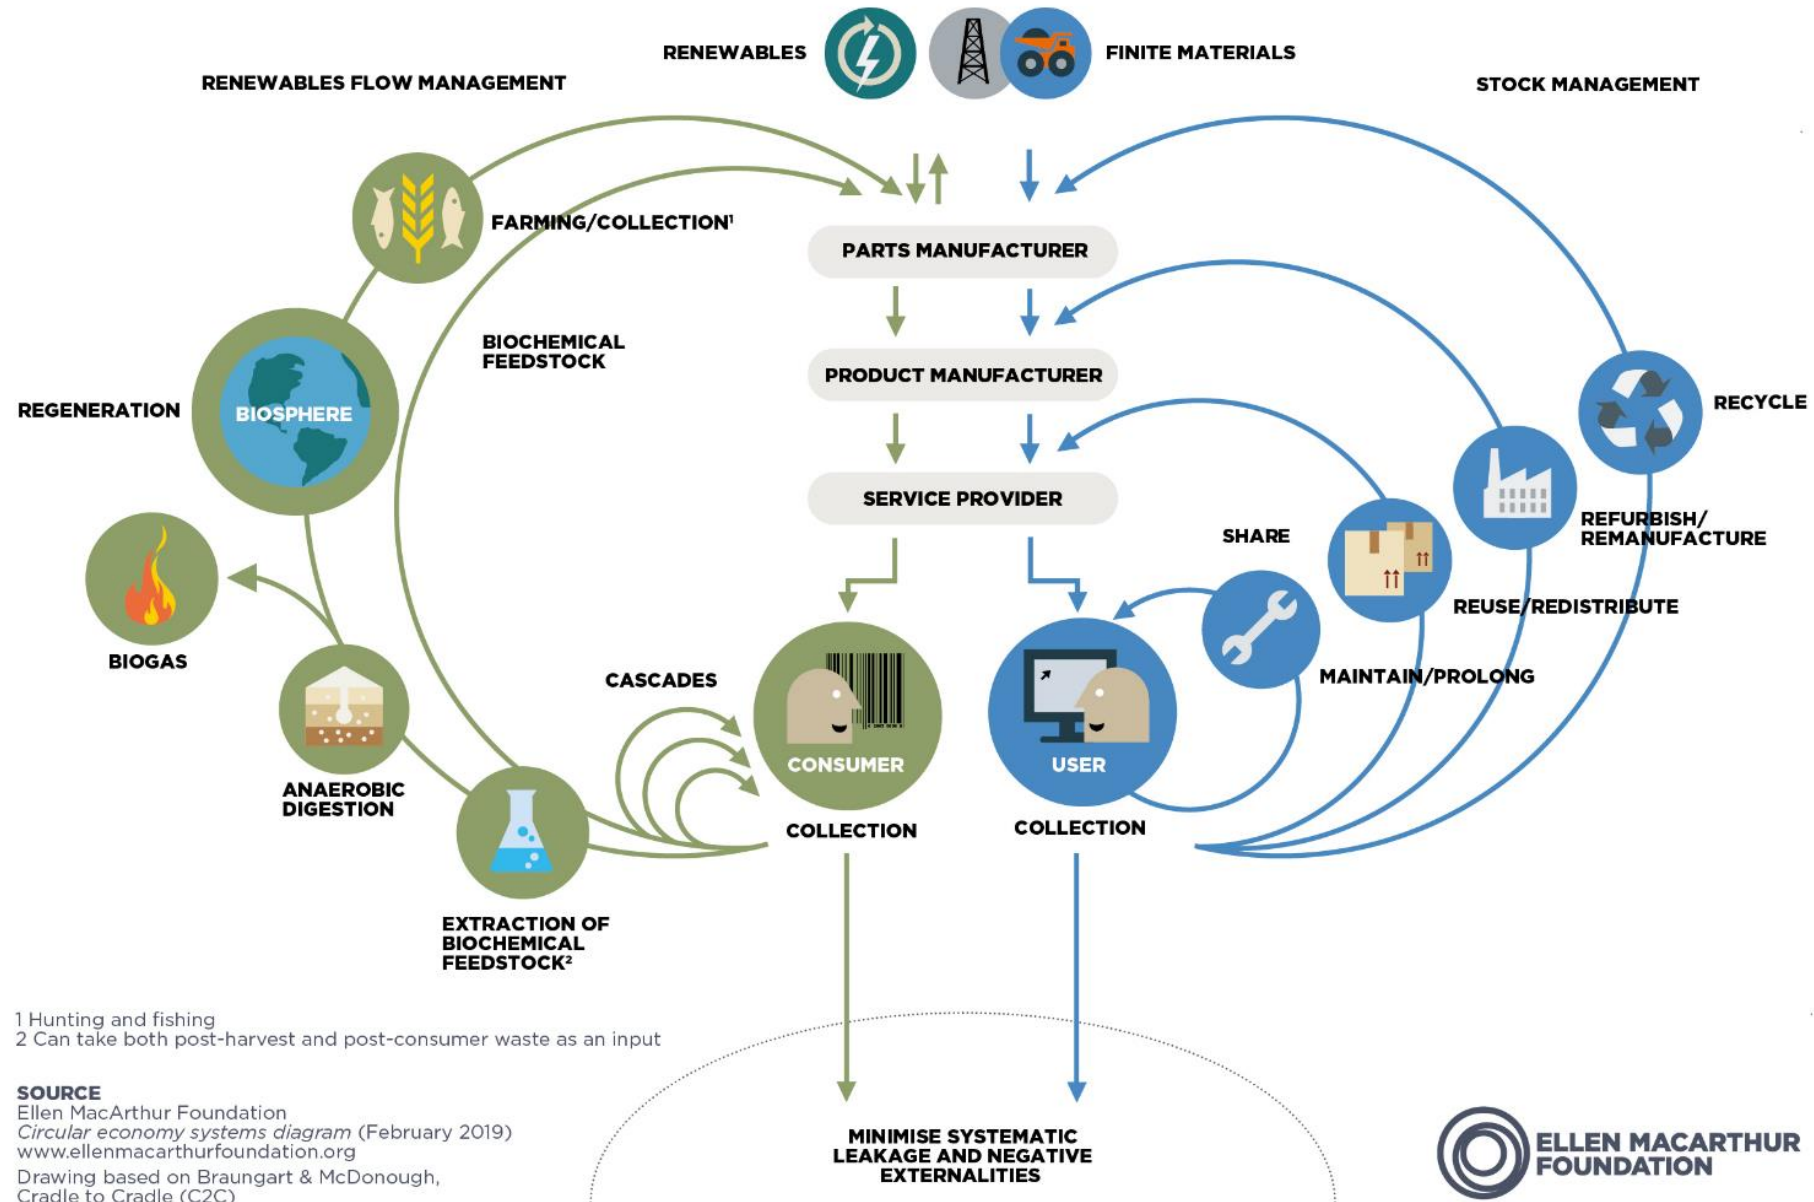 RENEWABLES
FINITE MATERIALS
RENEWABLES FLOW MANAGEMENT
STOCK MANAGEMENT
FARMING/COLLECTION¹
PARTS MANUFACTURER
BIOCHEMICAL
FEEDSTOCK
PRODUCT MANUFACTURER
REGENERATION
BIOSPHERE
RECYCLE
SERVICE PROVIDER
REFURBISH/
REMANUFACTURE
SHARE
REUSE/REDISTRIBUTE
BIOGAS
CASCADES
MAINTAIN/PROLONG
CONSUMER
USER
ANAEROBIC
DIGESTION
COLLECTION
COLLECTION
EXTRACTION OF
BIOCHEMICAL
FEEDSTOCK²
1 Hunting and fishing
2 Can take both post-harvest and post-consumer waste as an input
SOURCE
Ellen MacArthur Foundation
Circular economy systems diagram (February 2019)
www.ellenmacarthurfoundation.org
Drawing based on Braungart & McDonough,
Cradle to Cradle (C2C)
MINIMISE SYSTEMATIC
LEAKAGE AND NEGATIVE
EXTERNALITIES
ELLEN MACARTHUR
FOUNDATION